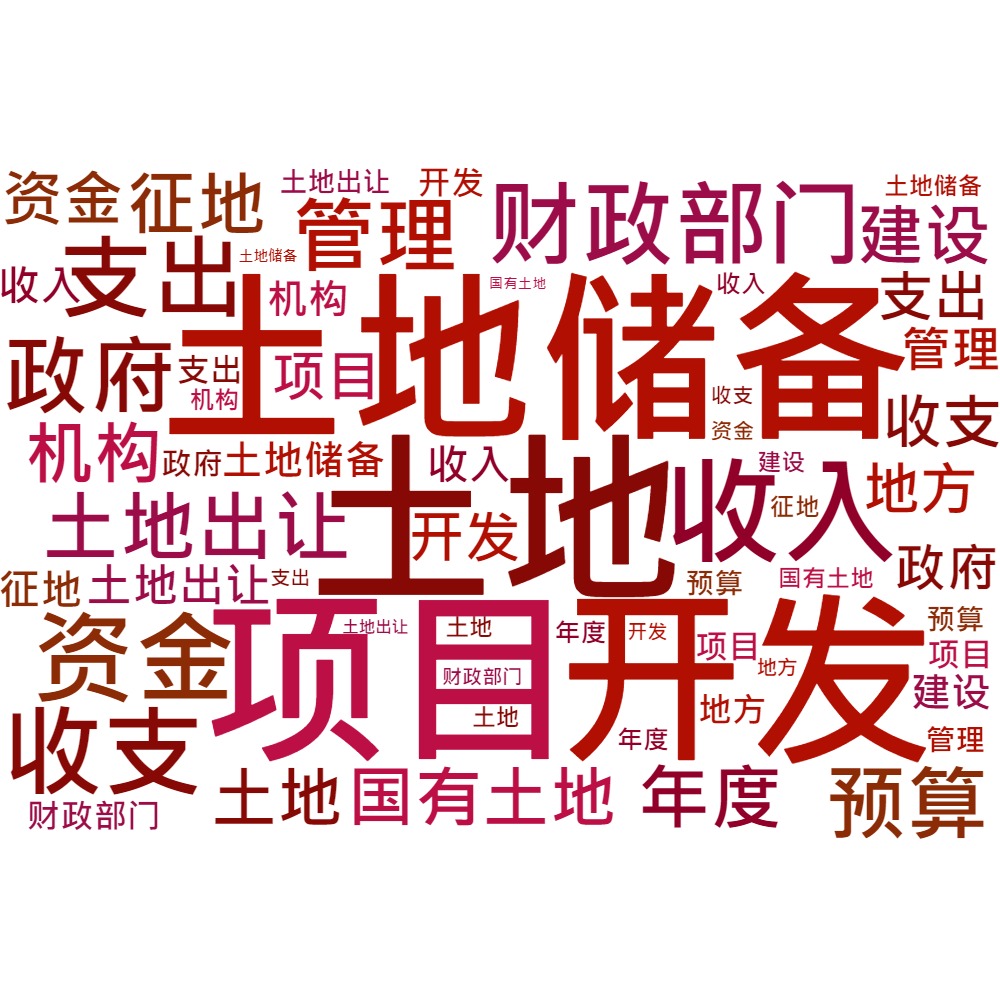 资金
征地
土地出让
开发
管理
财政部门
土地储备
建设
支出
收入
土地储备
机构
国有土地
收入
支出
土地储备
管理
政府
支出
项目
机构
收支
收支
资金
机构
政府
土地储备
收入
土地
收入
建设
地方
征地
土地出让
开发
政府
征地
土地出让
支出
预算
国有土地
资金
项目
土地出让
土地
年度
开发
开发
预算
项目
项目
财政部门
地方
建设
土地
地方
收支
年度
管理
财政部门
土地
国有土地
年度
预算